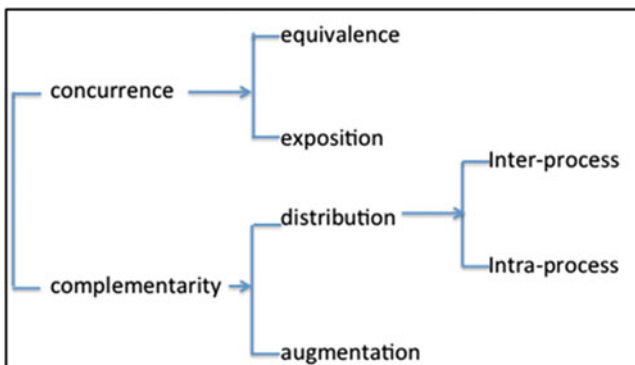 equivalence
concurrence
exposition
Inter-process
distribution
Intra-process
complementarity
augmentation